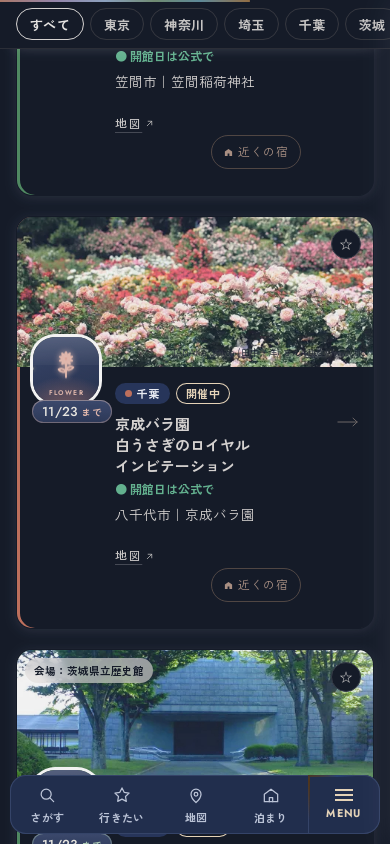 すべて 東京 神奈川 埼玉 千葉 茨城
開館日は公式で
笠間市｜笠間稲荷神社
地図↗
近くの宿
☆
FLOWER
11/23 まで
千葉 開催中
京成バラ園
白うさぎのロイヤル
インビテーション
→
開館日は公式で
八千代市｜京成バラ園
地図↗
近くの宿
会場：茨城県立歴史館
☆
さがす 行きたい 地図 泊まり MENU